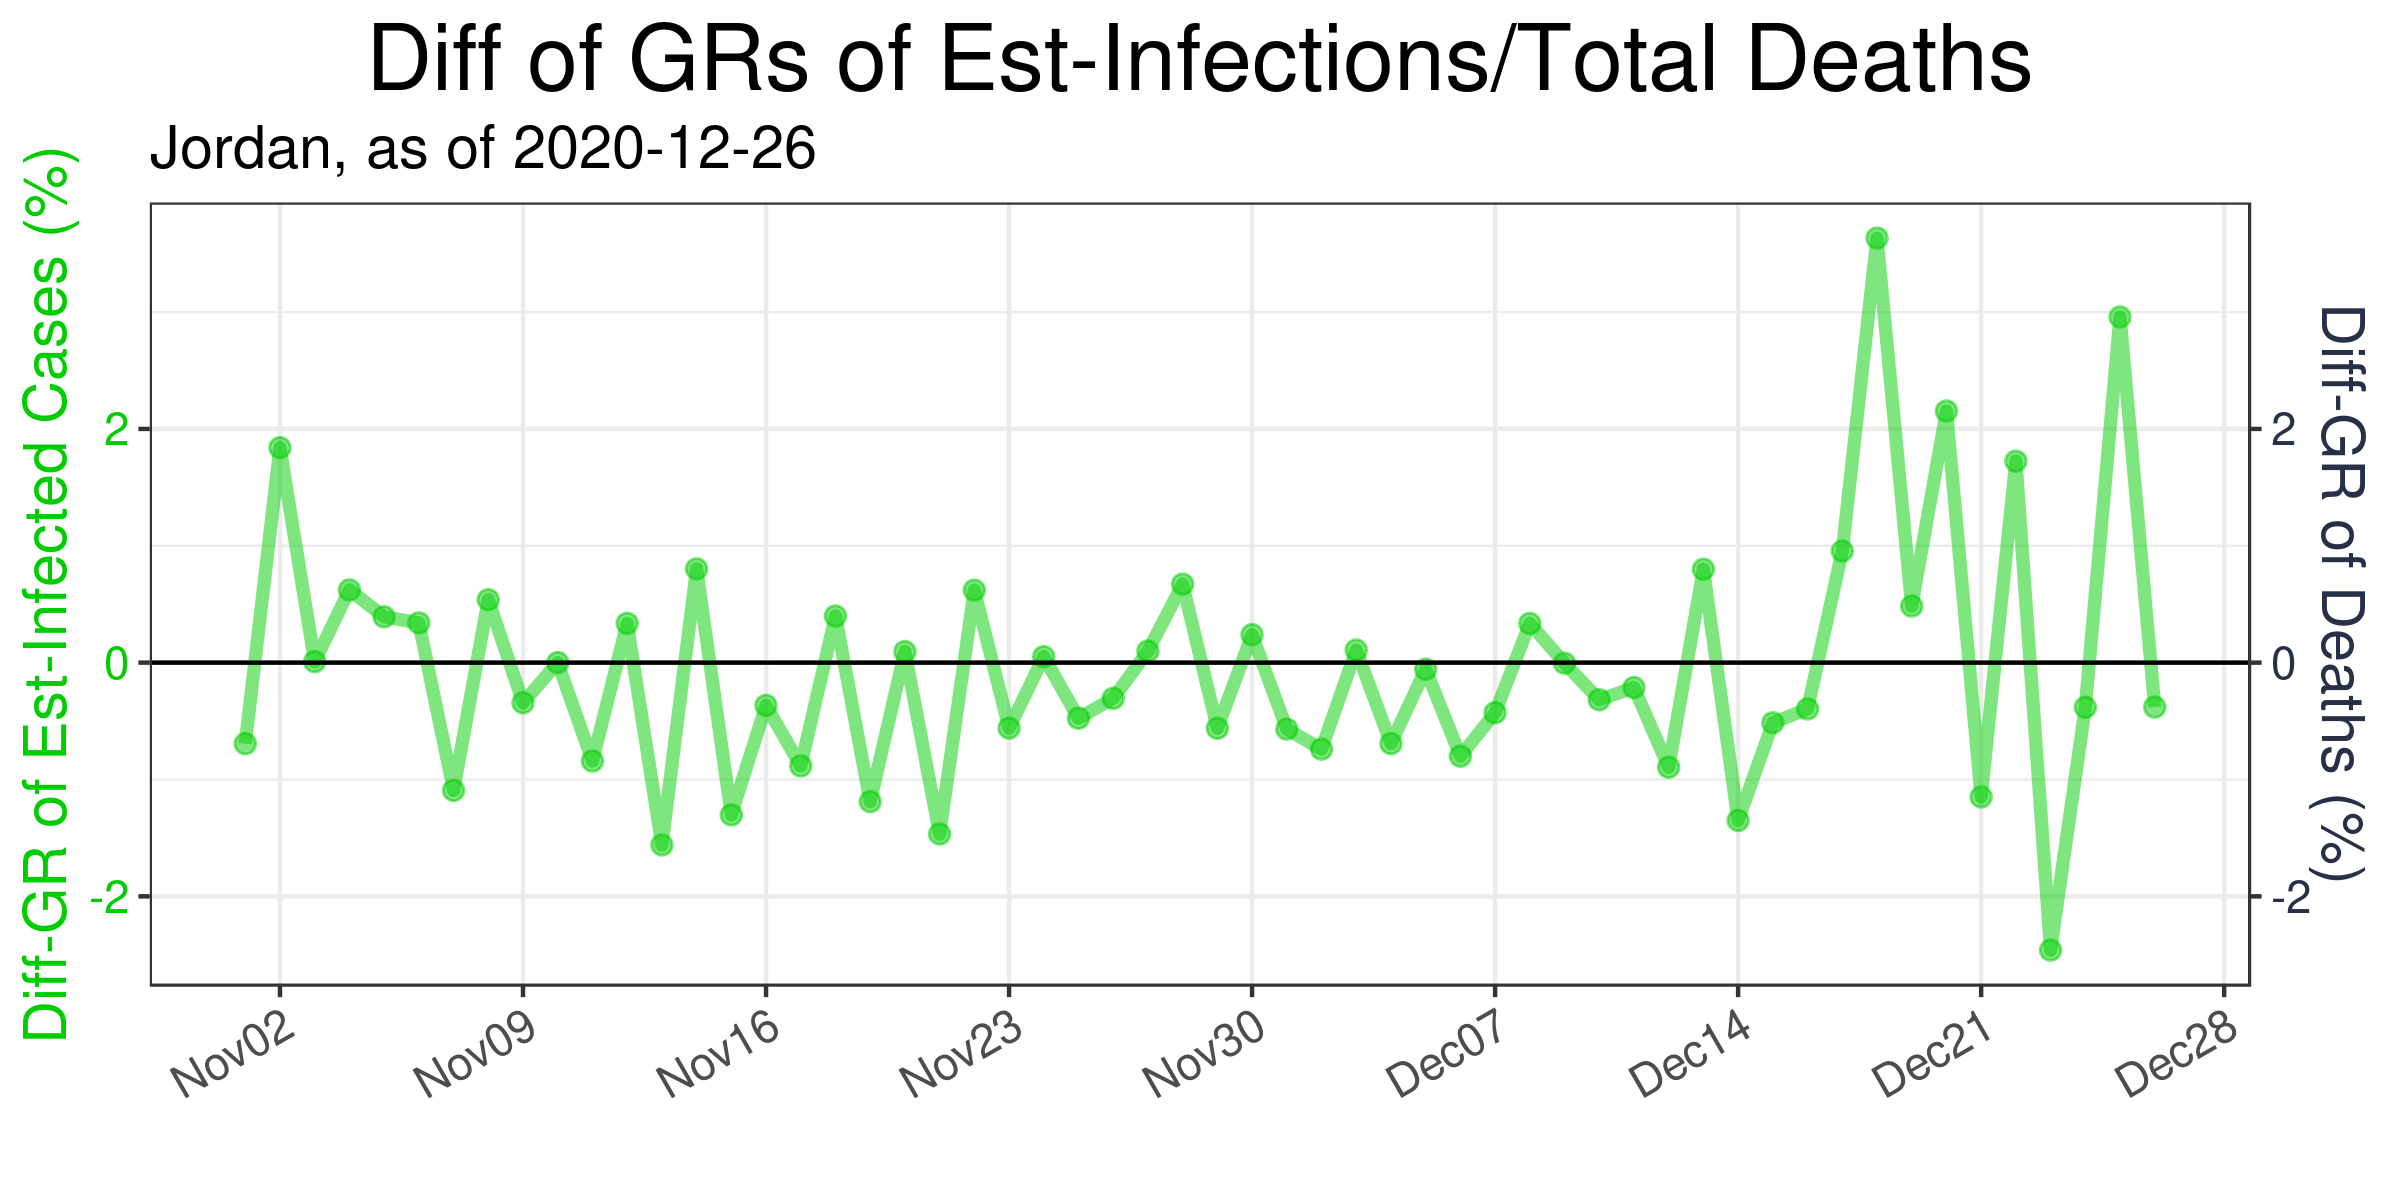 Diff of GRs of Est-Infections/Total Deaths
Jordan, as of 2020-12-26
Diff-GR of Est-Infected Cases (%)
2
0
-2
2
0
-2
Diff-GR of Deaths (%)
Nov02
Nov09
Nov16
Nov23
Nov30
Dec07
Dec14
Dec21
Dec28